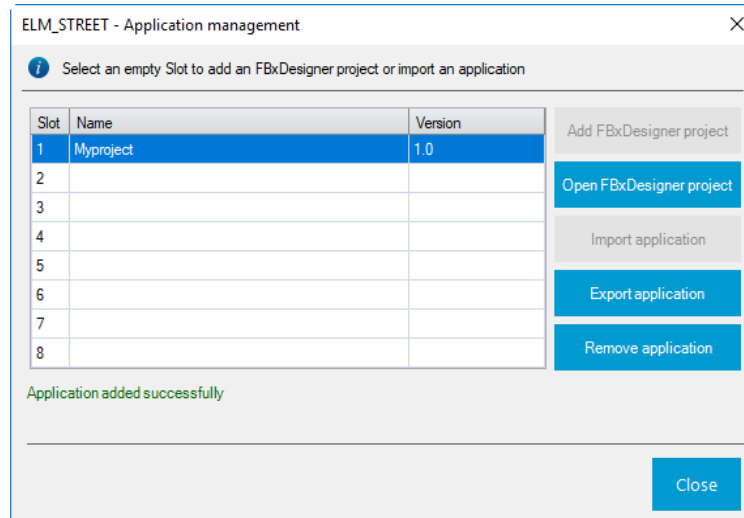 ELM_STREET - Application management
Select an empty Slot to add an FBxDesigner project or import an application
Slot Name Version
1 Myproject 1.0
2
3
4
5
6
7
8
Add FBxDesigner project
Open FBxDesigner project
Import application
Export application
Remove application
Application added successfully
Close